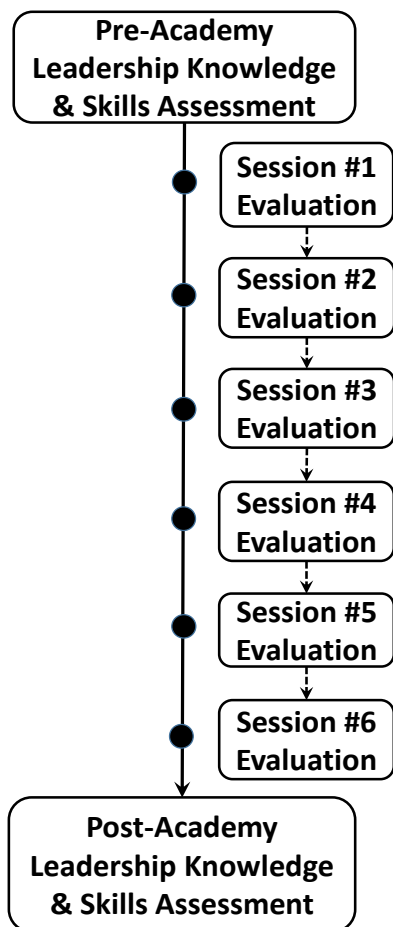 Pre-Academy
Leadership Knowledge
& Skills Assessment
Session #1
Evaluation
Session #2
Evaluation
Session #3
Evaluation
Session #4
Evaluation
Session #5
Evaluation
Session #6
Evaluation
Post-Academy
Leadership Knowledge
& Skills Assessment